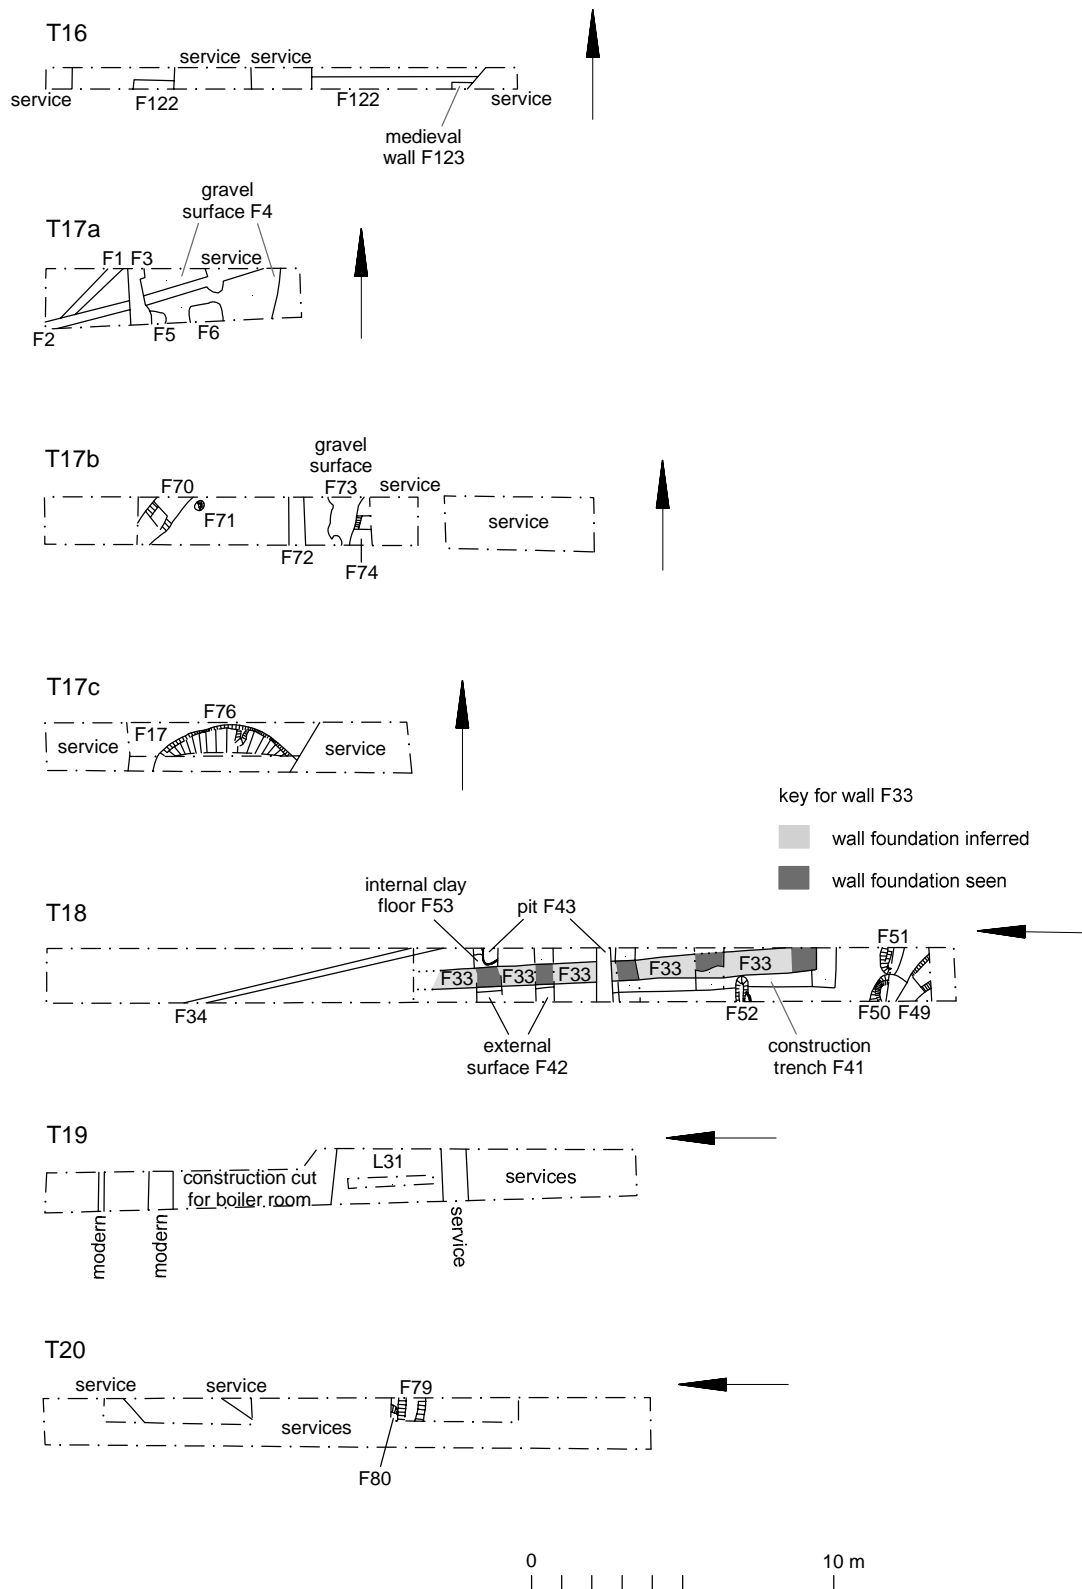 T16
service service
service
F122
F122
service
medieval
wall F123
gravel
surface F4
T17a
F1 F3
service
F2
F5
F6
T17b
gravel
surface
F70
F73
service
F71
service
F72
F74
T17c
F76
service
F17
service
key for wall F33
wall foundation inferred
wall foundation seen
T18
internal clay
floor F53
pit F43
F51
F33 F33 F33 F33 F33
F34
F52
F50 F49
external
surface F42
construction
trench F41
T19
L31
construction cut
for boiler room
services
modern
modern
service
T20
service
service
F79
services
F80
0
10 m